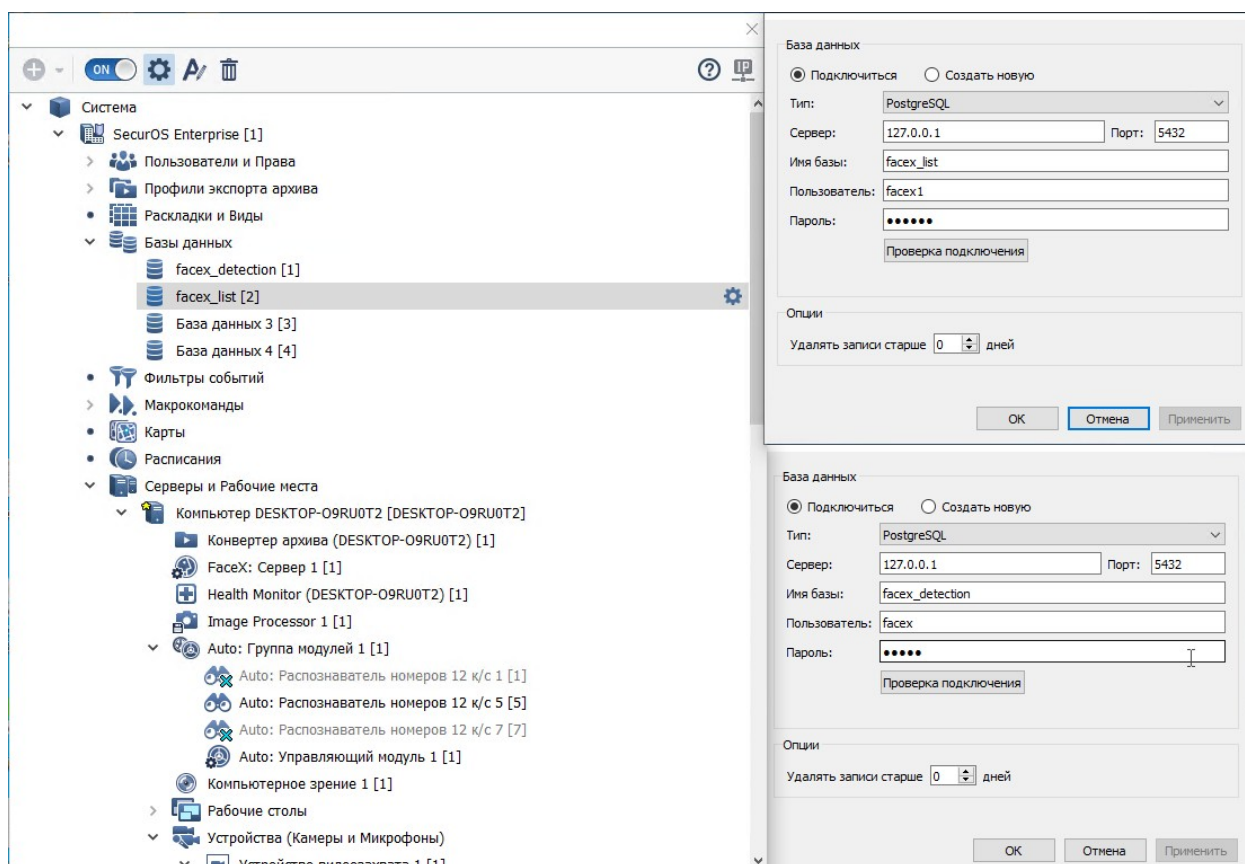 ON
IP
Система
SecurOS Enterprise [1]
Пользователи и Права
Профили экспорта архива
Раскладки и Виды
Базы данных
facex_detection [1]
facex_list [2]
База данных 3 [3]
База данных 4 [4]
Фильтры событий
Макрокоманды
Карты
Расписания
Серверы и Рабочие места
Компьютер DESKTOP-O9RU0T2 [DESKTOP-O9RU0T2]
Конвертер архива (DESKTOP-O9RU0T2) [1]
FaceX: Сервер 1 [1]
Health Monitor (DESKTOP-O9RU0T2) [1]
Image Processor 1 [1]
Auto: Группа модулей 1 [1]
Auto: Распознаватель номеров 12 к/с 1 [1]
Auto: Распознаватель номеров 12 к/с 5 [5]
Auto: Распознаватель номеров 12 к/с 7 [7]
Auto: Управляющий модуль 1 [1]
Компьютерное зрение 1 [1]
Рабочие столы
Устройства (Камеры и Микрофоны)
Устройство видеозахвата 1 [1]
База данных
Подключиться Создать новую
Тип: PostgreSQL
Сервер: 127.0.0.1 Порт: 5432
Имя базы: facex_list
Пользователь: facex1
Пароль: ●●●●●●
Проверка подключения
Опции
Удалять записи старше 0 дней
ОК Отмена Применить
База данных
Подключиться Создать новую
Тип: PostgreSQL
Сервер: 127.0.0.1 Порт: 5432
Имя базы: facex_detection
Пользователь: facex
Пароль: ●●●●●
Проверка подключения
Опции
Удалять записи старше 0 дней
ОК Отмена Применить